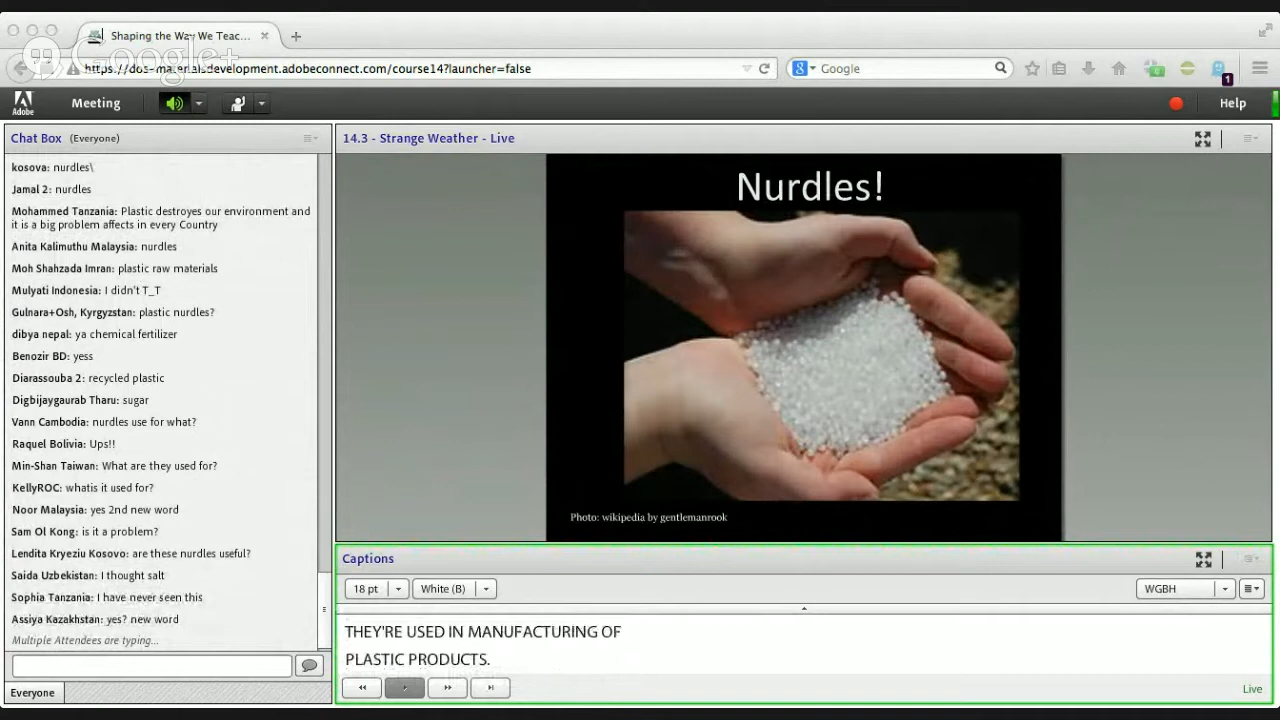 Shaping the Way We Teac...
Google+
https://dos-materialsdevelopment.adobeconnect.com/course14?launcher=false
Google
1
Adobe
Meeting
Help
Chat Box (Everyone)
kosova: nurdles\
Jamal 2: nurdles
Mohammed Tanzania: Plastic destroyes our environment and
it is a big problem affects in every Country
Anita Kalimuthu Malaysia: nurdles
Moh Shahzada Imran: plastic raw materials
Mulyati Indonesia: I didn't T_T
Gulnara+Osh, Kyrgyzstan: plastic nurdles?
dibya nepal: ya chemical fertilizer
Benozir BD: yess
Diarassouba 2: recycled plastic
Digbijaygaurab Tharu: sugar
Vann Cambodia: nurdles use for what?
Raquel Bolivia: Ups!!
Min-Shan Taiwan: What are they used for?
KellyROC: whatis it used for?
Noor Malaysia: yes 2nd new word
Sam Ol Kong: is it a problem?
Lendita Kryeziu Kosovo: are these nurdles useful?
Saida Uzbekistan: I thought salt
Sophia Tanzania: I have never seen this
Assiya Kazakhstan: yes? new word
Multiple Attendees are typing...
Everyone
14.3 - Strange Weather - Live
Nurdles!
Photo: wikipedia by gentlemanrook
Captions
18 pt
White (B)
WGBH
THEY'RE USED IN MANUFACTURING OF
PLASTIC PRODUCTS.
Live